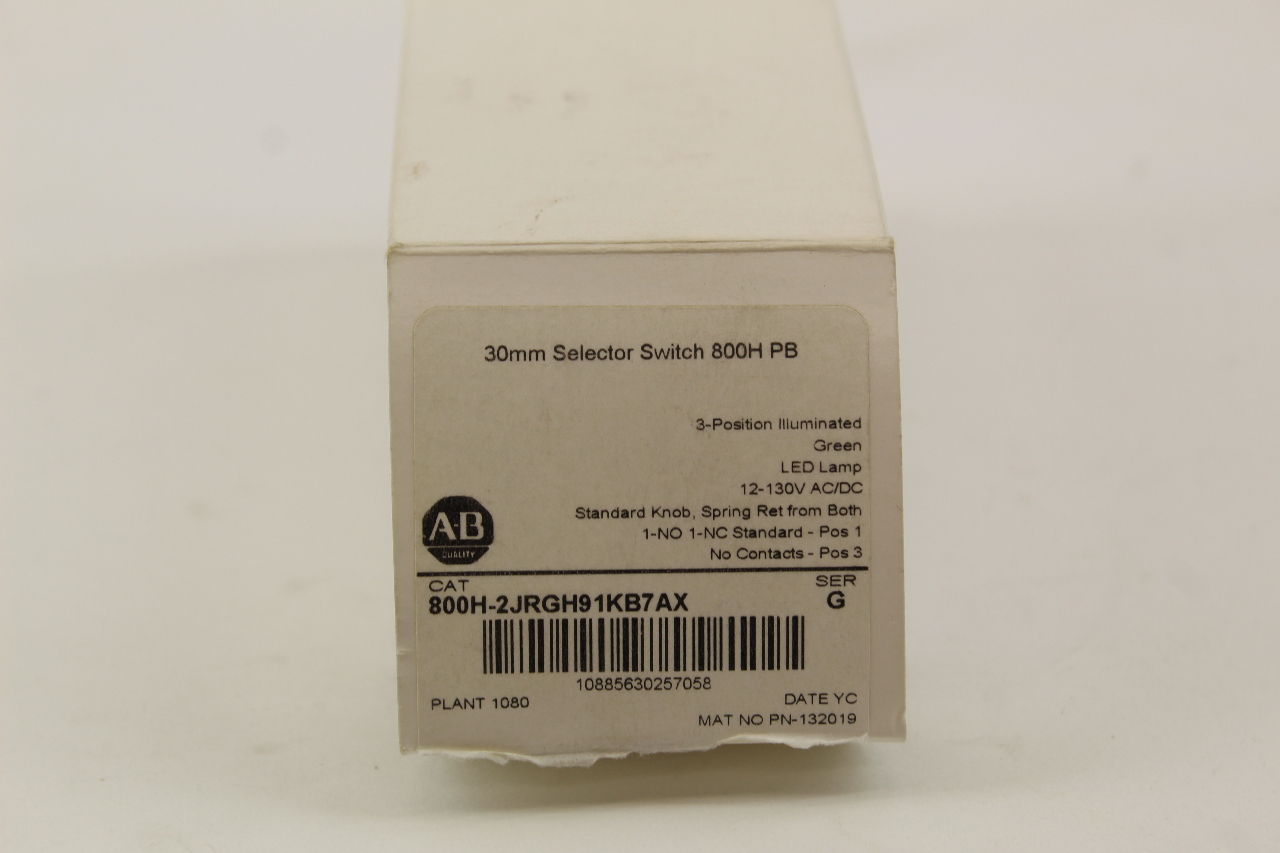 30mm Selector Switch 800H PB
3-Position Illuminated
Green
LED Lamp
12-130V AC/DC
Standard Knob, Spring Ret from Both
1-NO 1-NC Standard - Pos 1
No Contacts - Pos 3
A-B
QUALITY
CAT SER
800H-2JRGH91KB7AX G
10885630257058
PLANT 1080 DATE YC
MAT NO PN-132019